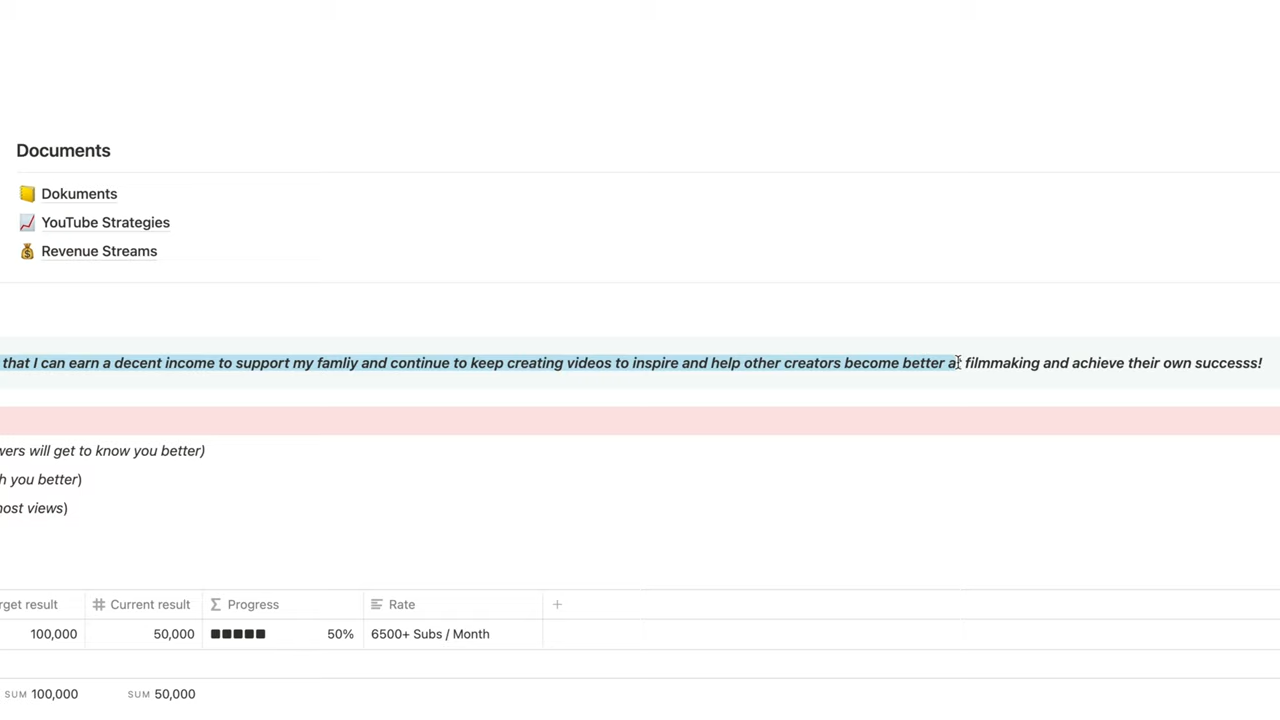 Documents
Dokuments
YouTube Strategies
Revenue Streams
that I can earn a decent income to support my famliy and continue to keep creating videos to inspire and help other creators become better at filmmaking and achieve their own successs!
wers will get to know you better)
h you better)
most views)
rget result Current result Progress Rate
100,000 50,000 50% 6500+ Subs / Month
SUM 100,000 SUM 50,000